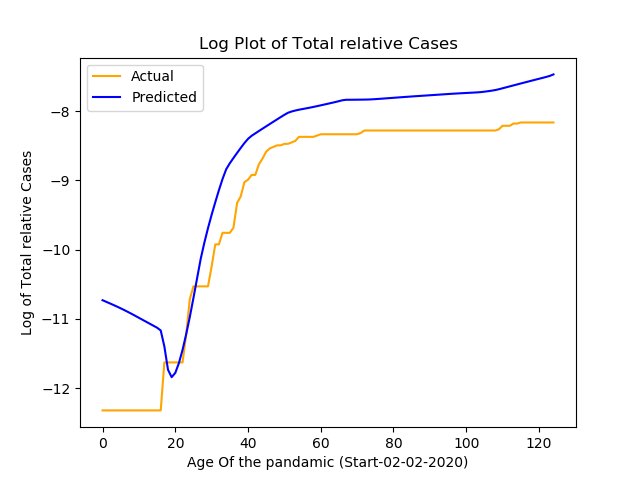 Log Plot of Total relative Cases
Actual
Predicted
Log of Total relative Cases
−8
−9
−10
−11
−12
0 20 40 60 80 100 120
Age Of the pandamic (Start-02-02-2020)